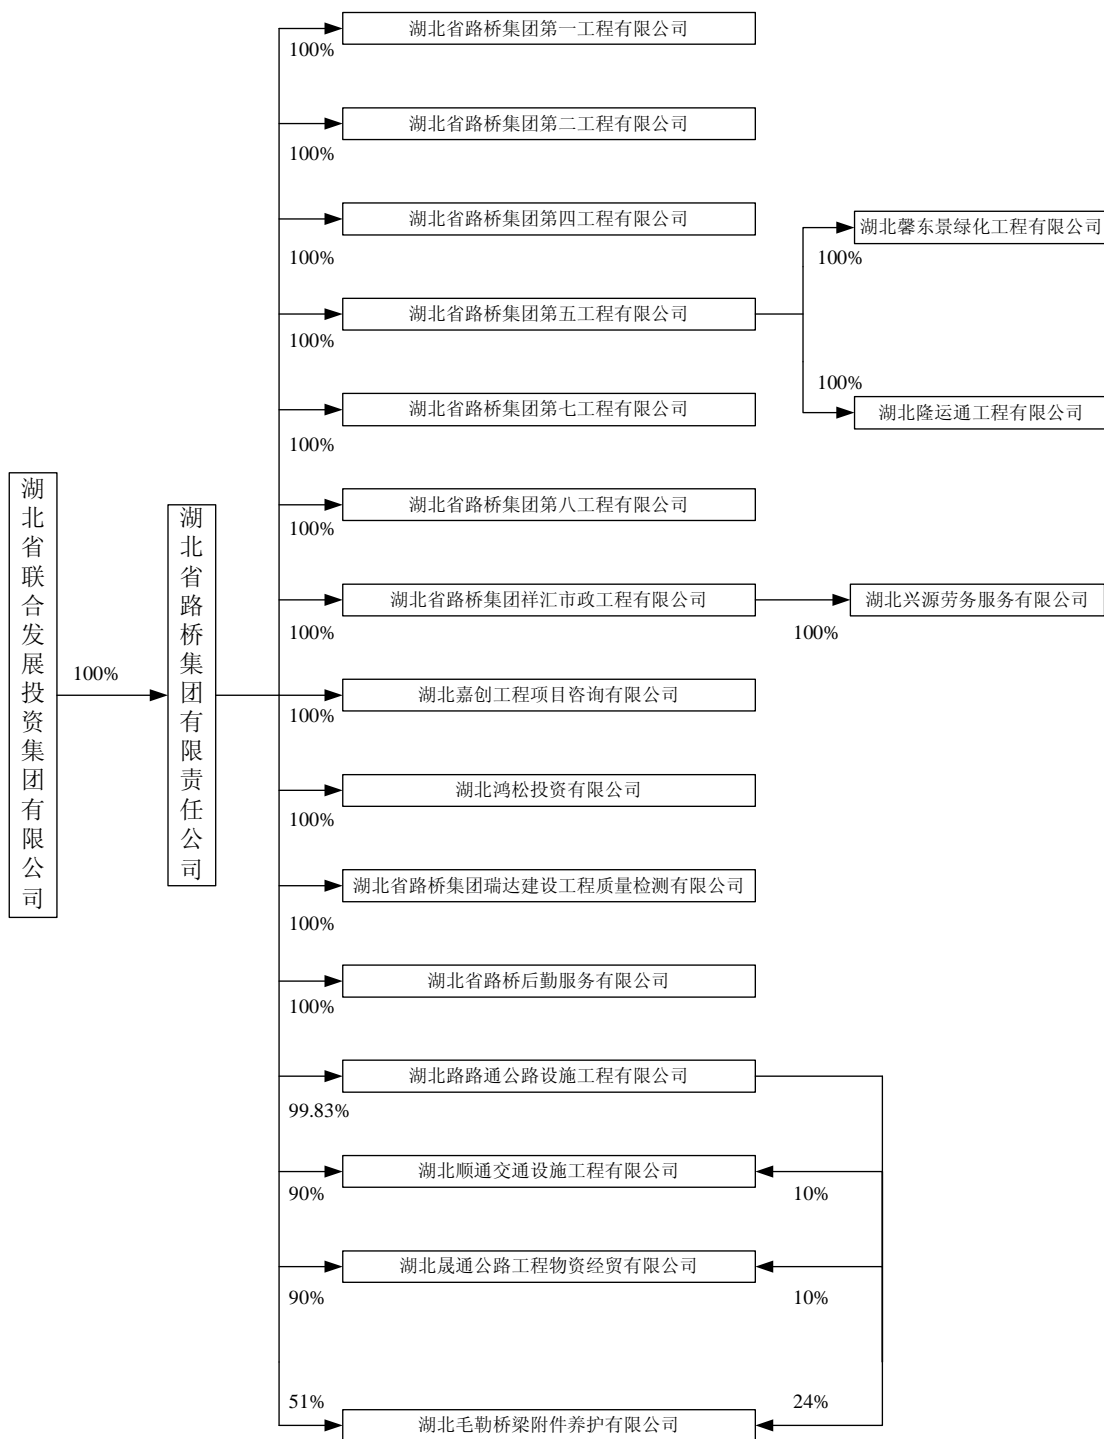 湖北省联合发展投资集团有限公司
100%
湖北省路桥集团有限责任公司
湖北省路桥集团第一工程有限公司
100%
湖北省路桥集团第二工程有限公司
100%
湖北省路桥集团第四工程有限公司
100%
湖北馨东景绿化工程有限公司
100%
湖北省路桥集团第五工程有限公司
100%
100%
湖北隆运通工程有限公司
湖北省路桥集团第七工程有限公司
100%
湖北省路桥集团第八工程有限公司
100%
湖北省路桥集团祥汇市政工程有限公司
100%
湖北兴源劳务服务有限公司
100%
湖北嘉创工程项目咨询有限公司
100%
湖北鸿松投资有限公司
100%
湖北省路桥集团瑞达建设工程质量检测有限公司
100%
湖北省路桥后勤服务有限公司
100%
湖北路路通公路设施工程有限公司
99.83%
湖北顺通交通设施工程有限公司
90%
10%
湖北晟通公路工程物资经贸有限公司
90%
10%
51%
24%
湖北毛勒桥梁附件养护有限公司